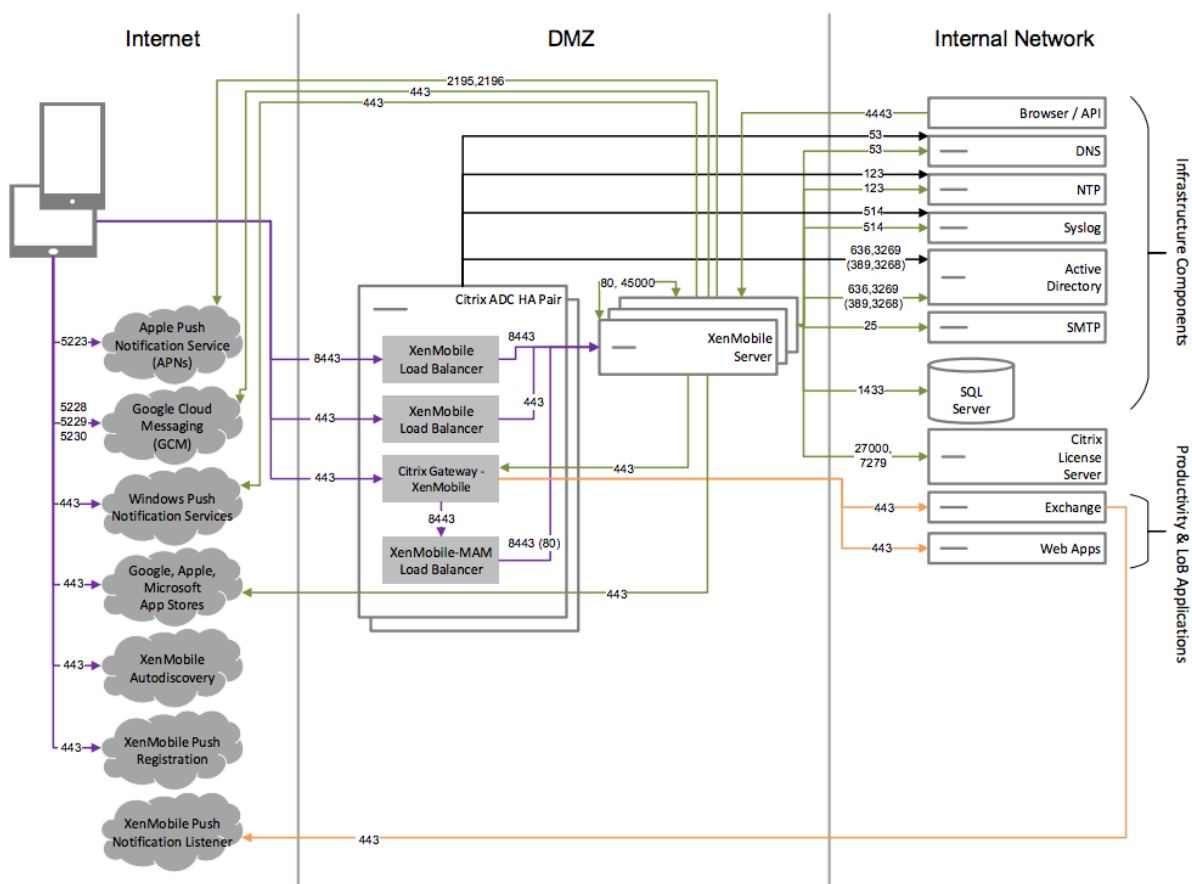 Internet
DMZ
Internal Network
2195,2196
443
443
4443
Browser / API
53
53
DNS
123
123
NTP
514
514
Syslog
636,3269
(389,3268)
636,3269
(389,3268)
Active
Directory
25
SMTP
1433
SQL
Server
27000,
7279
Citrix
License
Server
443
Exchange
443
Web Apps
Infrastructure Components
Productivity & LoB Applications
Citrix ADC HA Pair
80, 45000
XenMobile
Server
8443
XenMobile
Load Balancer
8443
443
XenMobile
Load Balancer
443
443
Citrix Gateway -
XenMobile
443
8443
XenMobile-MAM
Load Balancer
8443 (80)
443
5223
Apple Push
Notification Service
(APNs)
5228
5229
5230
Google Cloud
Messaging
(GCM)
443
Windows Push
Notification Services
443
Google, Apple,
Microsoft
App Stores
443
XenMobile
Autodiscovery
443
XenMobile Push
Registration
XenMobile Push
Notification Listener
443